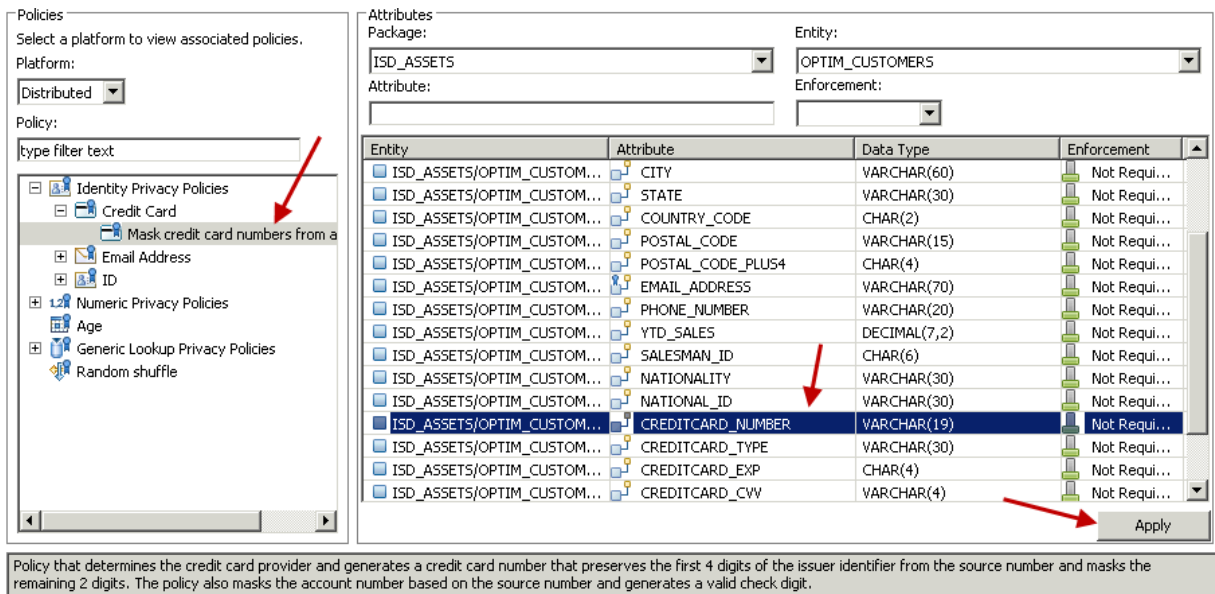 Policies
Select a platform to view associated policies.
Platform:
Distributed
Policy:
type filter text
Identity Privacy Policies
Credit Card
Mask credit card numbers from a
Email Address
ID
Numeric Privacy Policies
Age
Generic Lookup Privacy Policies
Random shuffle
Attributes
Package: Entity:
ISD_ASSETS OPTIM_CUSTOMERS
Attribute: Enforcement:
Entity Attribute Data Type Enforcement
ISD_ASSETS/OPTIM_CUSTOM... CITY VARCHAR(60) Not Requi...
ISD_ASSETS/OPTIM_CUSTOM... STATE VARCHAR(30) Not Requi...
ISD_ASSETS/OPTIM_CUSTOM... COUNTRY_CODE CHAR(2) Not Requi...
ISD_ASSETS/OPTIM_CUSTOM... POSTAL_CODE VARCHAR(15) Not Requi...
ISD_ASSETS/OPTIM_CUSTOM... POSTAL_CODE_PLUS4 CHAR(4) Not Requi...
ISD_ASSETS/OPTIM_CUSTOM... EMAIL_ADDRESS VARCHAR(70) Not Requi...
ISD_ASSETS/OPTIM_CUSTOM... PHONE_NUMBER VARCHAR(20) Not Requi...
ISD_ASSETS/OPTIM_CUSTOM... YTD_SALES DECIMAL(7,2) Not Requi...
ISD_ASSETS/OPTIM_CUSTOM... SALESMAN_ID CHAR(6) Not Requi...
ISD_ASSETS/OPTIM_CUSTOM... NATIONALITY VARCHAR(30) Not Requi...
ISD_ASSETS/OPTIM_CUSTOM... NATIONAL_ID VARCHAR(30) Not Requi...
ISD_ASSETS/OPTIM_CUSTOM... CREDITCARD_NUMBER VARCHAR(19) Not Requi...
ISD_ASSETS/OPTIM_CUSTOM... CREDITCARD_TYPE VARCHAR(30) Not Requi...
ISD_ASSETS/OPTIM_CUSTOM... CREDITCARD_EXP CHAR(4) Not Requi...
ISD_ASSETS/OPTIM_CUSTOM... CREDITCARD_CVV VARCHAR(4) Not Requi...
Apply
Policy that determines the credit card provider and generates a credit card number that preserves the first 4 digits of the issuer identifier from the source number and masks the
remaining 2 digits. The policy also masks the account number based on the source number and generates a valid check digit.